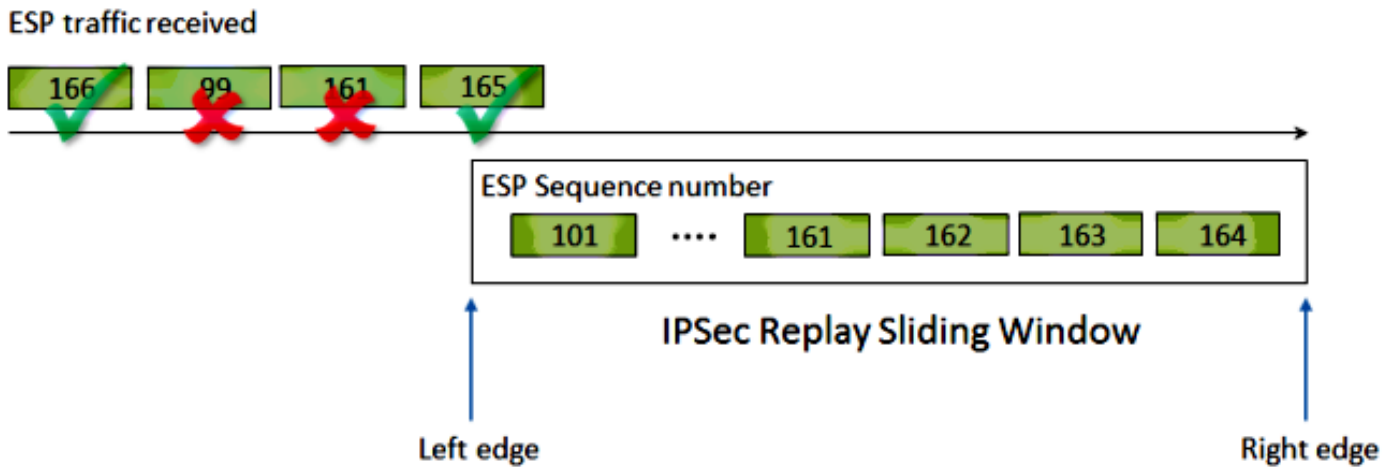 ESP traffic received
166 99 161 165
ESP Sequence number
101 .... 161 162 163 164
IPSec Replay Sliding Window
Left edge Right edge